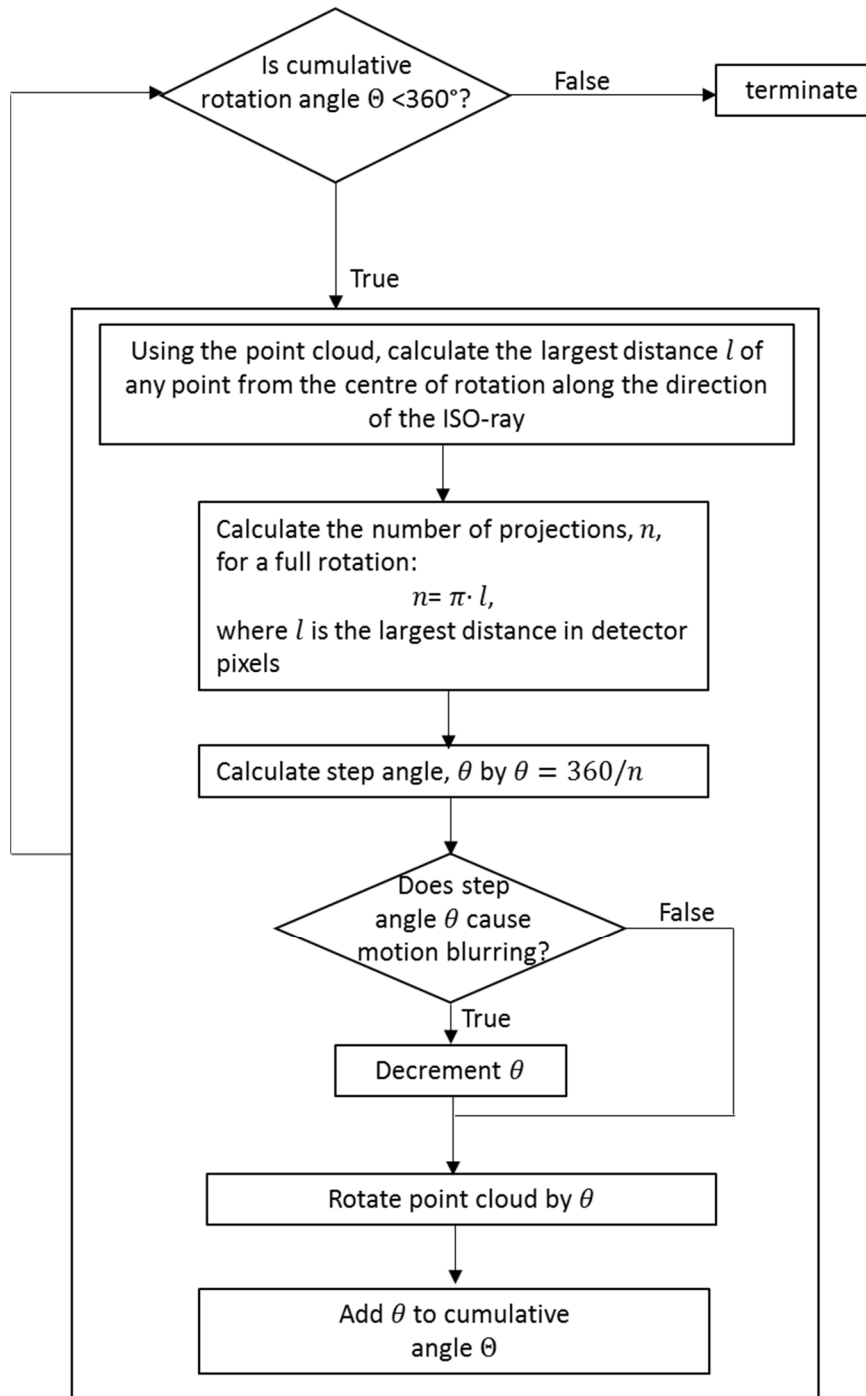 Is cumulative
rotation angle Θ <360°?
False
terminate
True
Using the point cloud, calculate the largest distance l of
any point from the centre of rotation along the direction
of the ISO-ray
Calculate the number of projections, n,
for a full rotation:
n= π· l,
where l is the largest distance in detector
pixels
Calculate step angle, θ by θ = 360/n
Does step
angle θ cause
motion blurring?
False
True
Decrement θ
Rotate point cloud by θ
Add θ to cumulative
angle Θ